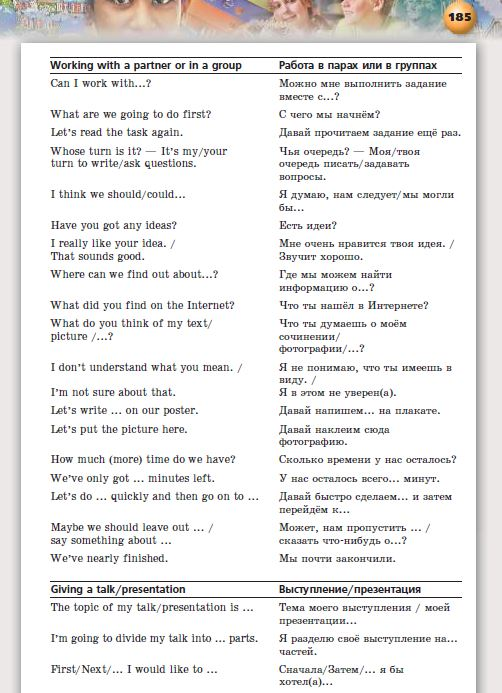 185
Working with a partner or in a group Работа в парах или в группах
Can I work with...? Можно мне выполнить задание
вместе с...?
What are we going to do first? С чего мы начнём?
Let's read the task again. Давай прочитаем задание ещё раз.
Whose turn is it? — It's my/your Чья очередь? — Моя/твоя
turn to write/ask questions. очередь писать/задавать
вопросы.
I think we should/could... Я думаю, нам следует/мы могли
бы...
Have you got any ideas? Есть идеи?
I really like your idea. / Мне очень нравится твоя идея. /
That sounds good. Звучит хорошо.
Where can we find out about...? Где мы можем найти
информацию о...?
What did you find on the Internet? Что ты нашёл в Интернете?
What do you think of my text/ Что ты думаешь о моём
picture /...? сочинении/
фотографии/...?
I don't understand what you mean. / Я не понимаю, что ты имеешь в
виду. /
I'm not sure about that. Я в этом не уверен(а).
Let's write ... on our poster. Давай напишем... на плакате.
Let's put the picture here. Давай наклеим сюда
фотографию.
How much (more) time do we have? Сколько времени у нас осталось?
We've only got ... minutes left. У нас осталось всего... минут.
Let's do ... quickly and then go on to ... Давай быстро сделаем... и затем
перейдём к...
Maybe we should leave out ... / Может, нам пропустить ... /
say something about ... сказать что-нибудь о...?
We've nearly finished. Мы почти закончили.
Giving a talk/presentation Выступление/презентация
The topic of my talk/presentation is ... Тема моего выступления / моей
презентации...
I'm going to divide my talk into ... parts. Я разделю своё выступление на...
частей.
First/Next/... I would like to ... Сначала/Затем/... я бы
хотел(а)...